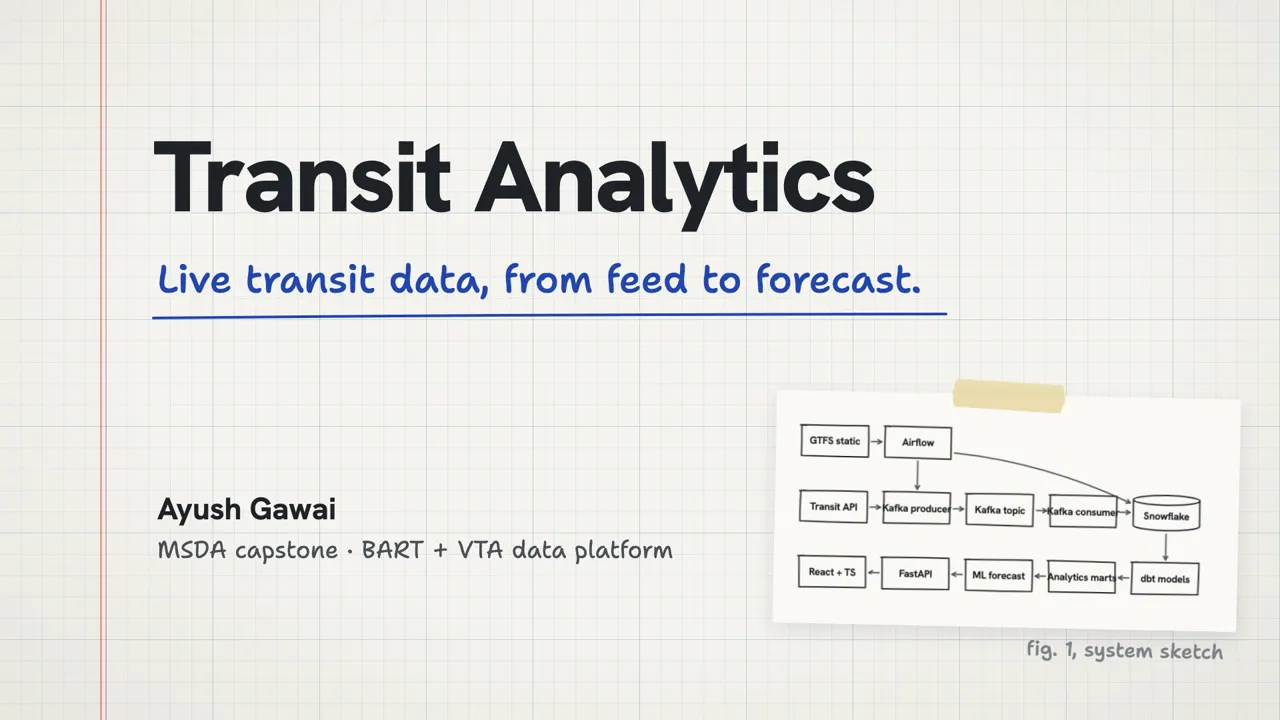 Transit Analytics
Live transit data, from feed to forecast.
Ayush Gawai
MSDA capstone · BART + VTA data platform
GTFS static
Airflow
Transit API
Kafka producer
Kafka topic
Kafka consumer
Snowflake
React + TS
FastAPI
ML forecast
Analytics marts
dbt models
fig. 1, system sketch